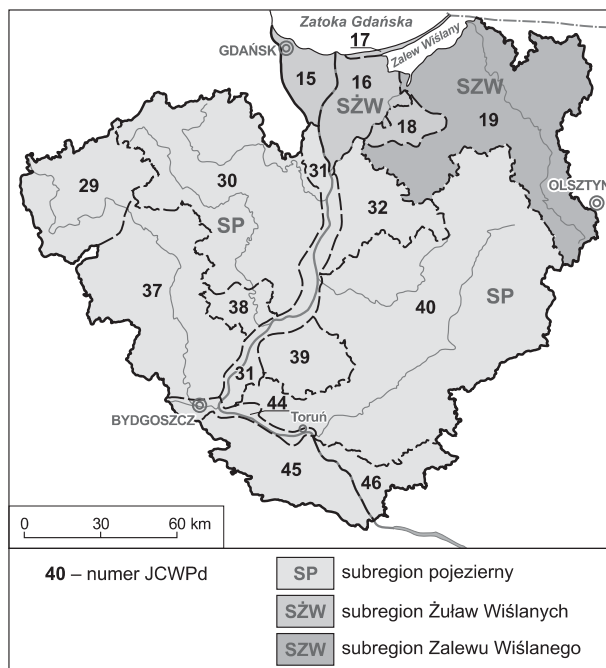 Zatoka Gdańska
17
Zalew Wiślany
GDAŃSK
15
16
SŻW
SZW
18
19
31
29
30
32
OLSZTYN
SP
37
38
40
SP
39
31
44
BYDGOSZCZ
Toruń
45
46
0 30 60 km
40 – numer JCWPd
SP subregion pojezierny
SŻW subregion Żuław Wiślanych
SZW subregion Zalewu Wiślanego